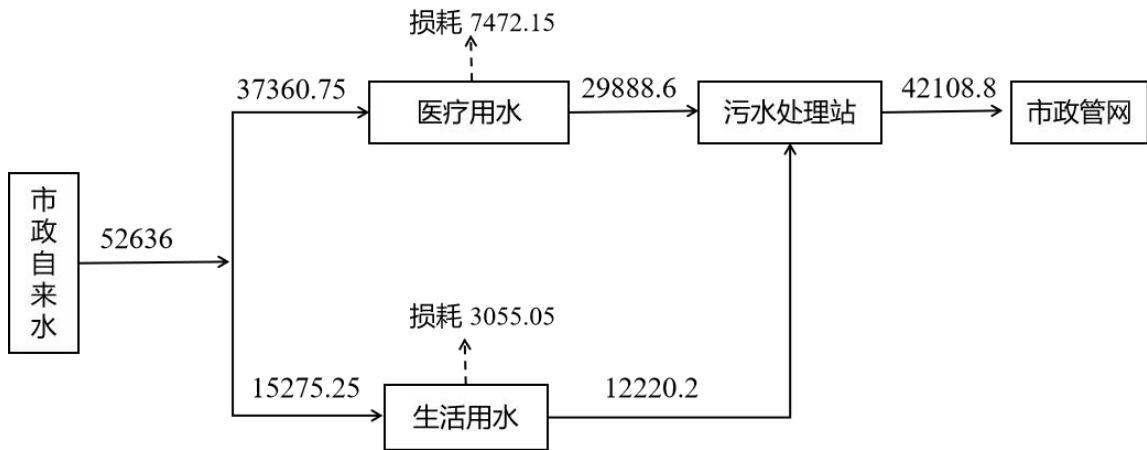 损耗 7472.15
37360.75
医疗用水
29888.6
污水处理站
42108.8
市政管网
市政自来水
52636
损耗 3055.05
15275.25
生活用水
12220.2